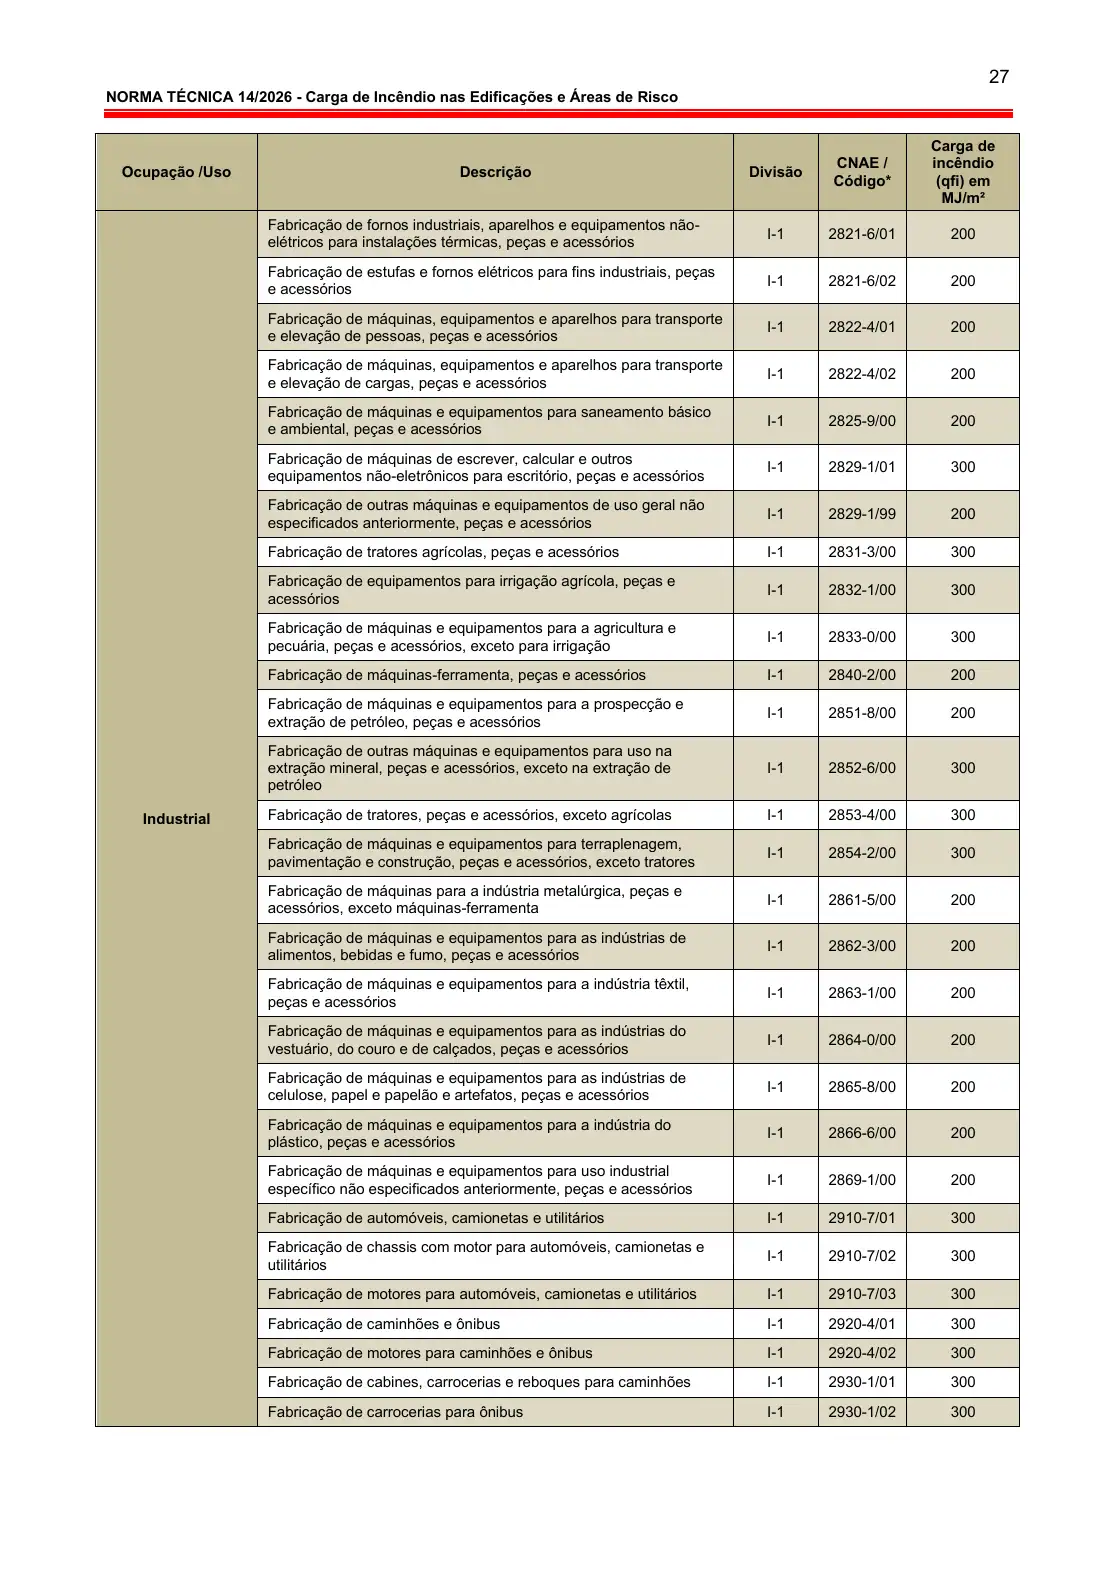 27
NORMA TÉCNICA 14/2026 - Carga de Incêndio nas Edificações e Áreas de Risco
Ocupação /Uso
Descrição
Divisão
CNAE /
Código*
Carga de
incêndio
(qfi) em
MJ/m²
Industrial
Fabricação de fornos industriais, aparelhos e equipamentos não-
elétricos para instalações térmicas, peças e acessórios
I-1 2821-6/01 200
Fabricação de estufas e fornos elétricos para fins industriais, peças
e acessórios
I-1 2821-6/02 200
Fabricação de máquinas, equipamentos e aparelhos para transporte
e elevação de pessoas, peças e acessórios
I-1 2822-4/01 200
Fabricação de máquinas, equipamentos e aparelhos para transporte
e elevação de cargas, peças e acessórios
I-1 2822-4/02 200
Fabricação de máquinas e equipamentos para saneamento básico
e ambiental, peças e acessórios
I-1 2825-9/00 200
Fabricação de máquinas de escrever, calcular e outros
equipamentos não-eletrônicos para escritório, peças e acessórios
I-1 2829-1/01 300
Fabricação de outras máquinas e equipamentos de uso geral não
especificados anteriormente, peças e acessórios
I-1 2829-1/99 200
Fabricação de tratores agrícolas, peças e acessórios I-1 2831-3/00 300
Fabricação de equipamentos para irrigação agrícola, peças e
acessórios
I-1 2832-1/00 300
Fabricação de máquinas e equipamentos para a agricultura e
pecuária, peças e acessórios, exceto para irrigação
I-1 2833-0/00 300
Fabricação de máquinas-ferramenta, peças e acessórios I-1 2840-2/00 200
Fabricação de máquinas e equipamentos para a prospecção e
extração de petróleo, peças e acessórios
I-1 2851-8/00 200
Fabricação de outras máquinas e equipamentos para uso na
extração mineral, peças e acessórios, exceto na extração de
petróleo
I-1 2852-6/00 300
Fabricação de tratores, peças e acessórios, exceto agrícolas I-1 2853-4/00 300
Fabricação de máquinas e equipamentos para terraplenagem,
pavimentação e construção, peças e acessórios, exceto tratores
I-1 2854-2/00 300
Fabricação de máquinas para a indústria metalúrgica, peças e
acessórios, exceto máquinas-ferramenta
I-1 2861-5/00 200
Fabricação de máquinas e equipamentos para as indústrias de
alimentos, bebidas e fumo, peças e acessórios
I-1 2862-3/00 200
Fabricação de máquinas e equipamentos para a indústria têxtil,
peças e acessórios
I-1 2863-1/00 200
Fabricação de máquinas e equipamentos para as indústrias do
vestuário, do couro e de calçados, peças e acessórios
I-1 2864-0/00 200
Fabricação de máquinas e equipamentos para as indústrias de
celulose, papel e papelão e artefatos, peças e acessórios
I-1 2865-8/00 200
Fabricação de máquinas e equipamentos para a indústria do
plástico, peças e acessórios
I-1 2866-6/00 200
Fabricação de máquinas e equipamentos para uso industrial
específico não especificados anteriormente, peças e acessórios
I-1 2869-1/00 200
Fabricação de automóveis, camionetas e utilitários I-1 2910-7/01 300
Fabricação de chassis com motor para automóveis, camionetas e
utilitários
I-1 2910-7/02 300
Fabricação de motores para automóveis, camionetas e utilitários I-1 2910-7/03 300
Fabricação de caminhões e ônibus I-1 2920-4/01 300
Fabricação de motores para caminhões e ônibus I-1 2920-4/02 300
Fabricação de cabines, carrocerias e reboques para caminhões I-1 2930-1/01 300
Fabricação de carrocerias para ônibus I-1 2930-1/02 300